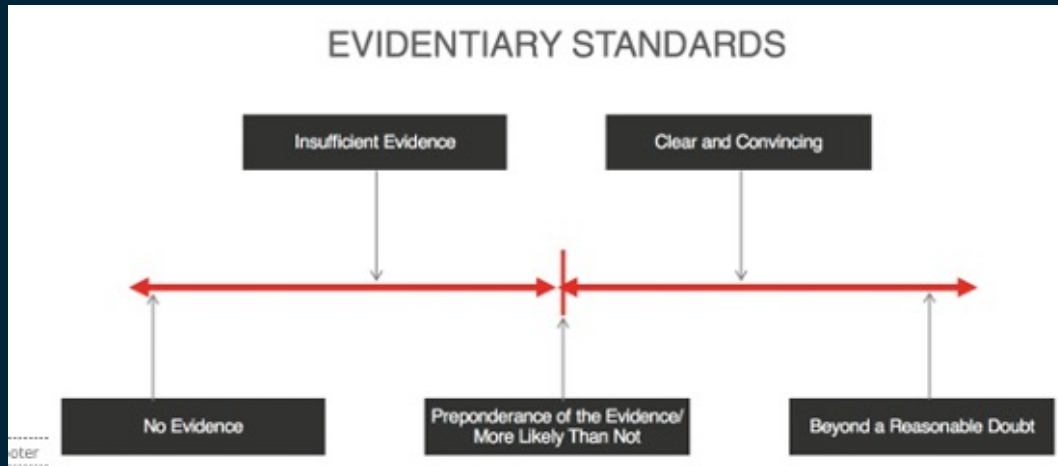 EVIDENTIARY STANDARDS
Insufficient Evidence
Clear and Convincing
No Evidence
Preponderance of the Evidence/
More Likely Than Not
Beyond a Reasonable Doubt
ooter